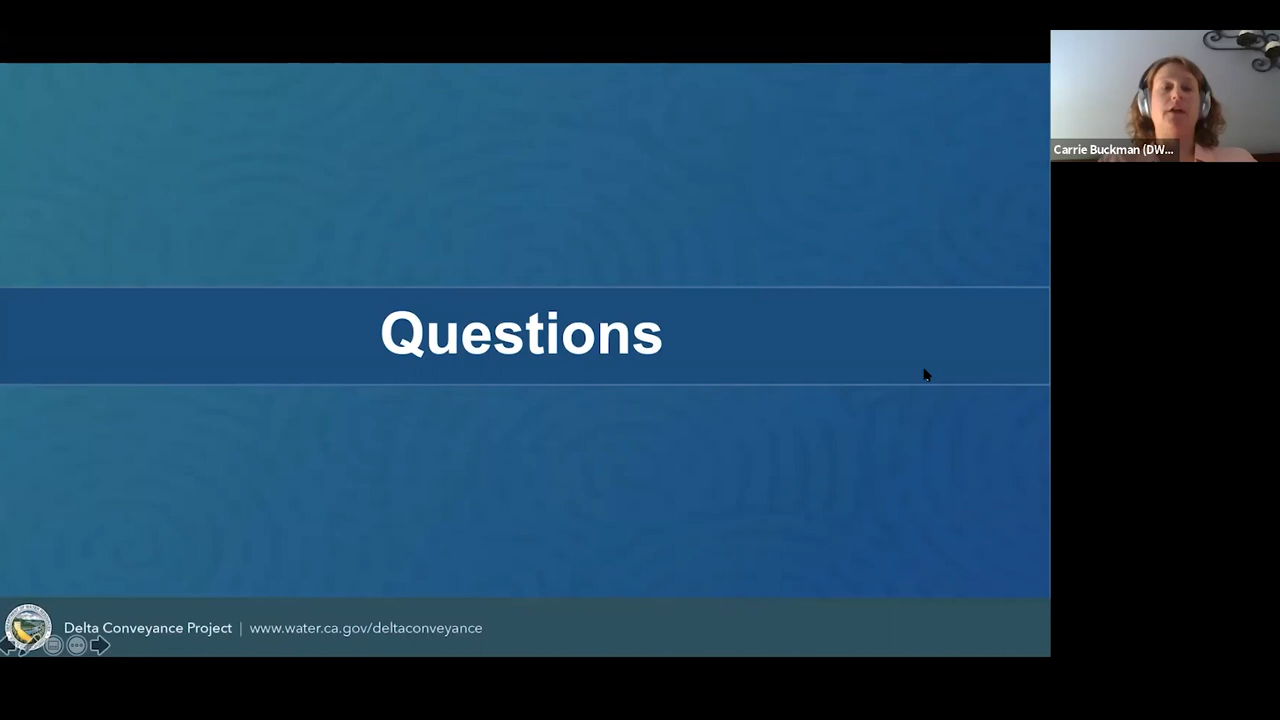 Carrie Buckman (DW...
Questions
Delta Conveyance Project | www.water.ca.gov/deltaconveyance